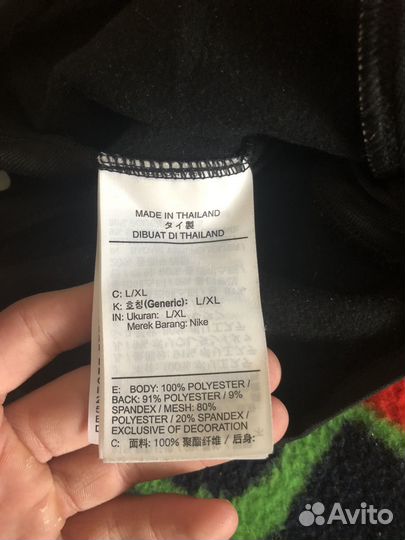 MADE IN THAILAND
タイ製
DIBUAT DI THAILAND
C: L/XL
K: 호칭(Generic): L/XL
IN: Ukuran: L/XL
Merek Barang: Nike
E: BODY: 100% POLYESTER /
BACK: 91% POLYESTER / 9%
SPANDEX / MESH: 80%
POLYESTER / 20% SPANDEX /
EXCLUSIVE OF DECORATION
C: 面料: 100% 聚酯纤维 / 后身:
Avito